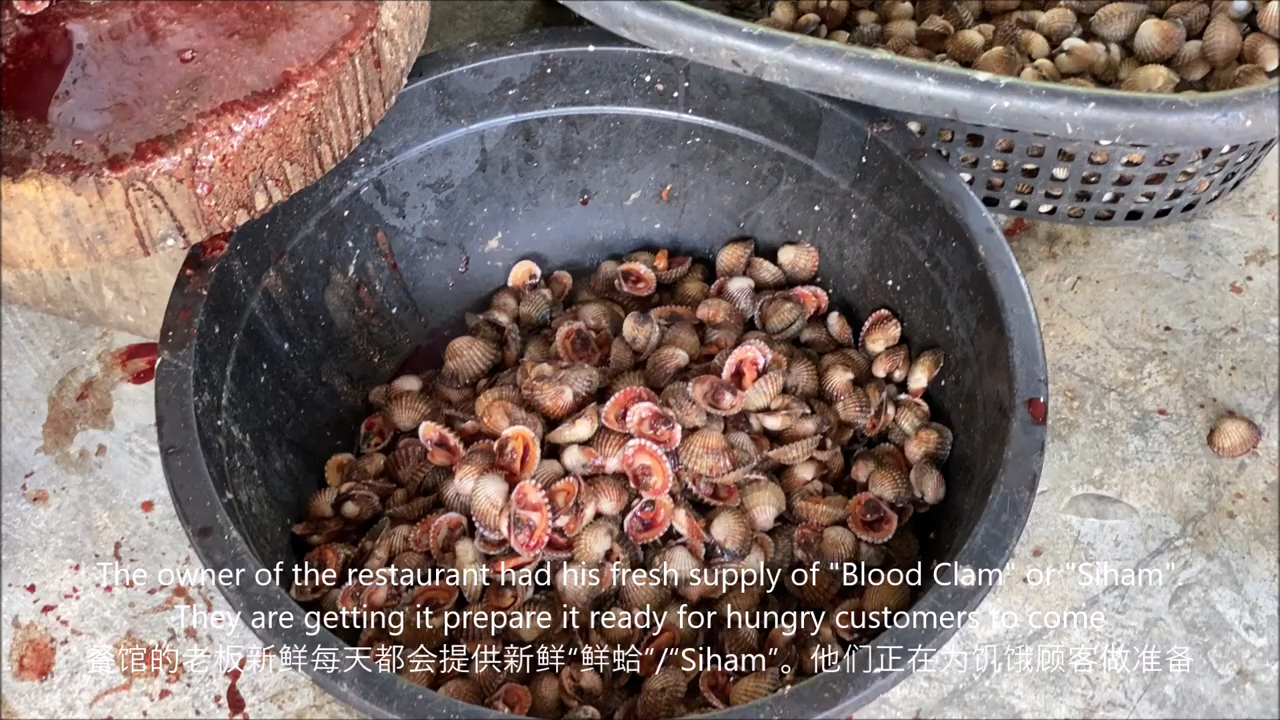 The owner of the restaurant had his fresh supply of "Blood Clam" or "Siham".
They are getting it prepare it ready for hungry customers to come
餐馆的老板新鲜每天都会提供新鲜“鲜蛤”/“Siham”。他们正在为饥饿顾客做准备